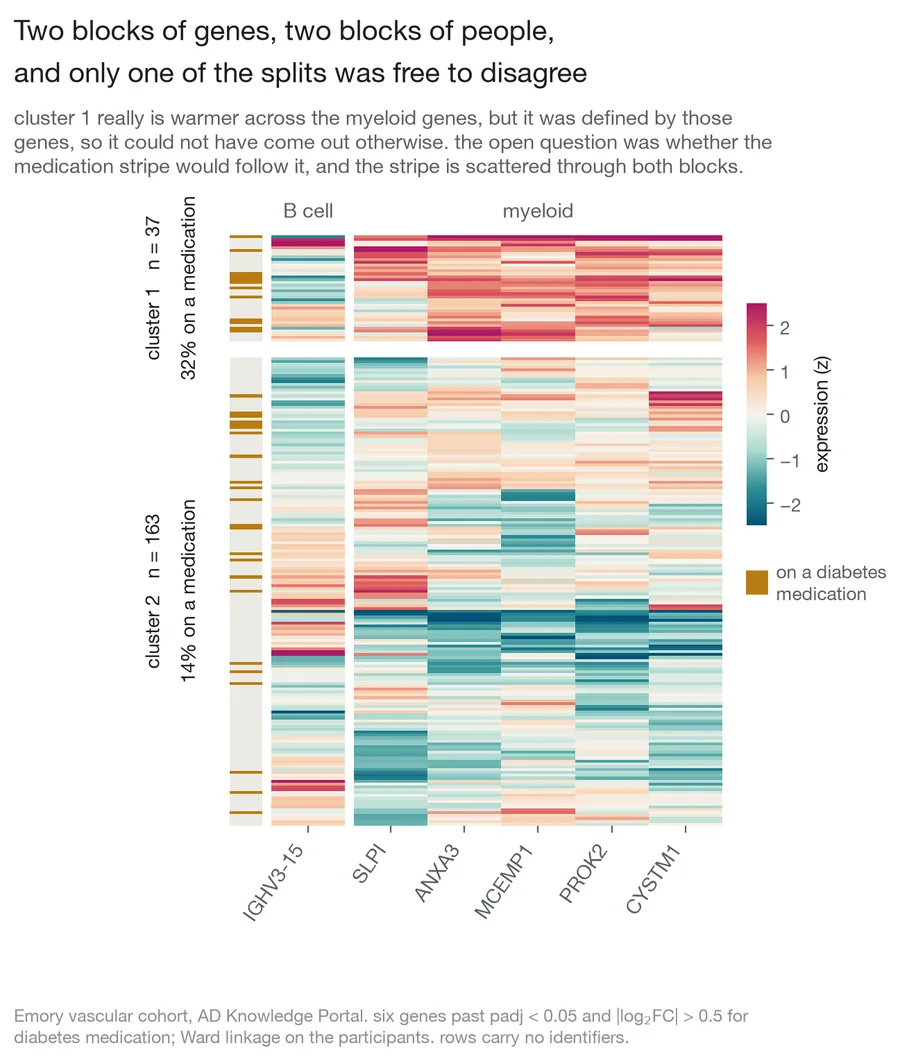 Two blocks of genes, two blocks of people,
and only one of the splits was free to disagree
cluster 1 really is warmer across the myeloid genes, but it was defined by those
genes, so it could not have come out otherwise. the open question was whether the
medication stripe would follow it, and the stripe is scattered through both blocks.
B cell
myeloid
cluster 1 n = 37
32% on a medication
cluster 2 n = 163
14% on a medication
2
1
0
−1
−2
expression (z)
on a diabetes
medication
IGHV3-15
SLPI
ANXA3
MCEMP1
PROK2
CYSTM1
Emory vascular cohort, AD Knowledge Portal. six genes past padj < 0.05 and |log₂FC| > 0.5 for
diabetes medication; Ward linkage on the participants. rows carry no identifiers.